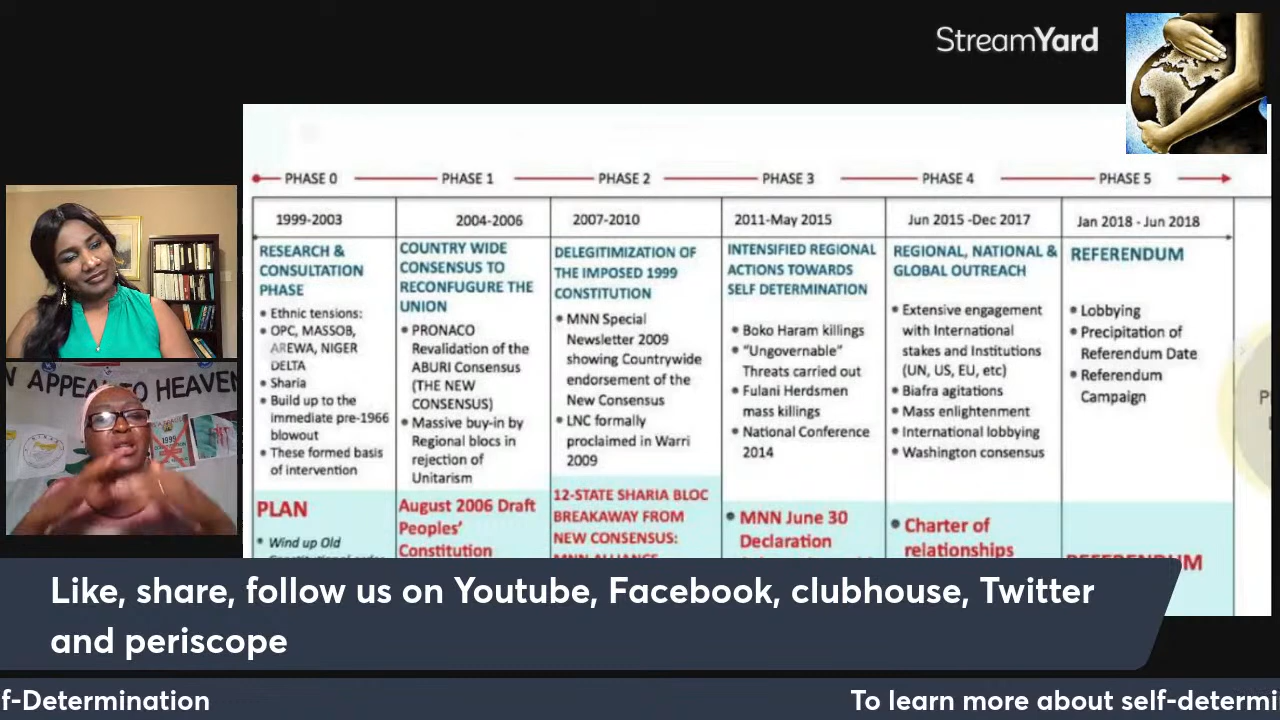 StreamYard
PHASE 0
PHASE 1
PHASE 2
PHASE 3
PHASE 4
PHASE 5
1999-2003
2004-2006
2007-2010
2011-May 2015
Jun 2015 -Dec 2017
Jan 2018 - Jun 2018
RESEARCH &
CONSULTATION
PHASE
• Ethnic tensions:
• OPC, MASSOB,
AREWA, NIGER
DELTA
• Sharia
• Build up to the
immediate pre-1966
blowout
• These formed basis
of intervention
PLAN
• Wind up Old
COUNTRY WIDE
CONSENSUS TO
RECONFUGURE THE
UNION
• PRONACO
Revalidation of the
ABURI Consensus
(THE NEW
CONSENSUS)
• Massive buy-in by
Regional blocs in
rejection of
Unitarism
August 2006 Draft
Peoples'
Constitution
DELEGITIMIZATION OF
THE IMPOSED 1999
CONSTITUTION
• MNN Special
Newsletter 2009
showing Countrywide
endorsement of the
New Consensus
• LNC formally
proclaimed in Warri
2009
12-STATE SHARIA BLOC
BREAKAWAY FROM
NEW CONSENSUS:
INTENSIFIED REGIONAL
ACTIONS TOWARDS
SELF DETERMINATION
• Boko Haram killings
• "Ungovernable"
Threats carried out
• Fulani Herdsmen
mass killings
• National Conference
2014
• MNN June 30
Declaration
REGIONAL, NATIONAL &
GLOBAL OUTREACH
• Extensive engagement
with International
stakes and Institutions
(UN, US, EU, etc)
• Biafra agitations
• Mass enlightenment
• International lobbying
• Washington consensus
• Charter of
relationships
REFERENDUM
• Lobbying
• Precipitation of
Referendum Date
• Referendum
Campaign
REFERENDUM
N APPEAL TO HEAVEN
1999
Like, share, follow us on Youtube, Facebook, clubhouse, Twitter
and periscope
f-Determination
To learn more about self-determi